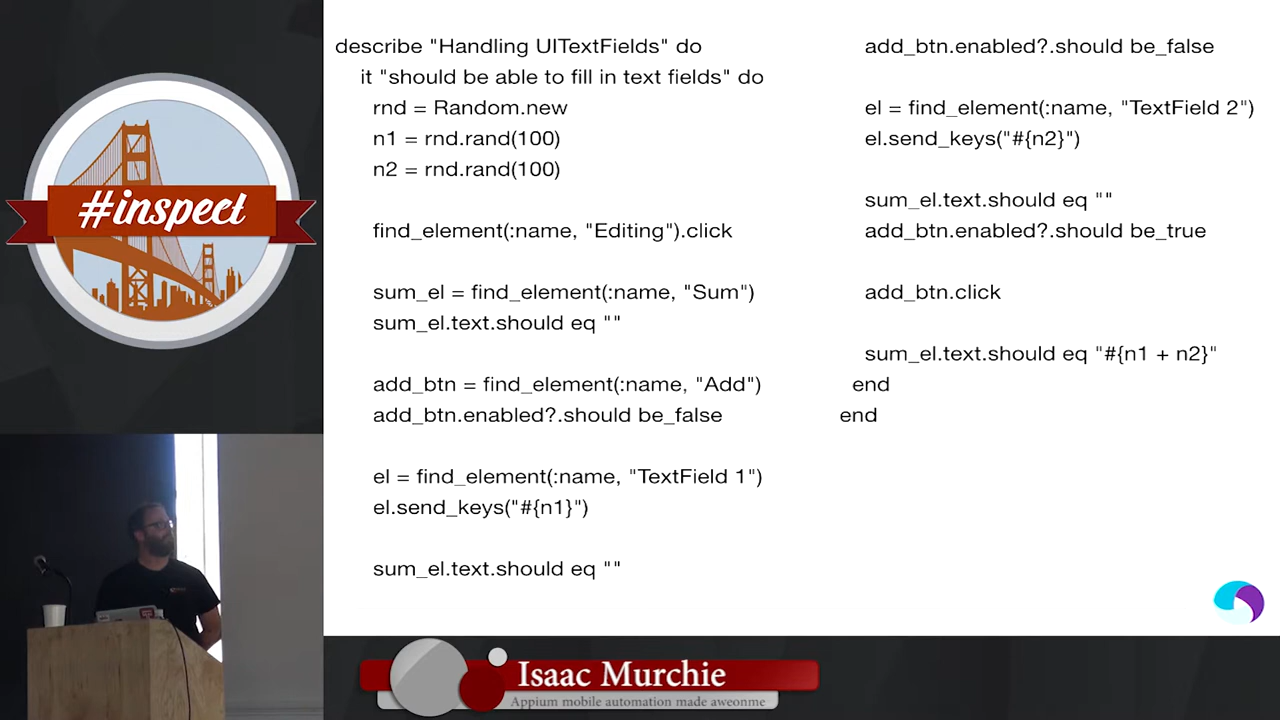 #inspect
describe "Handling UITextFields" do
it "should be able to fill in text fields" do
rnd = Random.new
n1 = rnd.rand(100)
n2 = rnd.rand(100)
find_element(:name, "Editing").click
sum_el = find_element(:name, "Sum")
sum_el.text.should eq ""
add_btn = find_element(:name, "Add")
add_btn.enabled?.should be_false
el = find_element(:name, "TextField 1")
el.send_keys("#{n1}")
sum_el.text.should eq ""
add_btn.enabled?.should be_false
el = find_element(:name, "TextField 2")
el.send_keys("#{n2}")
sum_el.text.should eq ""
add_btn.enabled?.should be_true
add_btn.click
sum_el.text.should eq "#{n1 + n2}"
end
end
Isaac Murchie
Appium mobile automation made aweonme